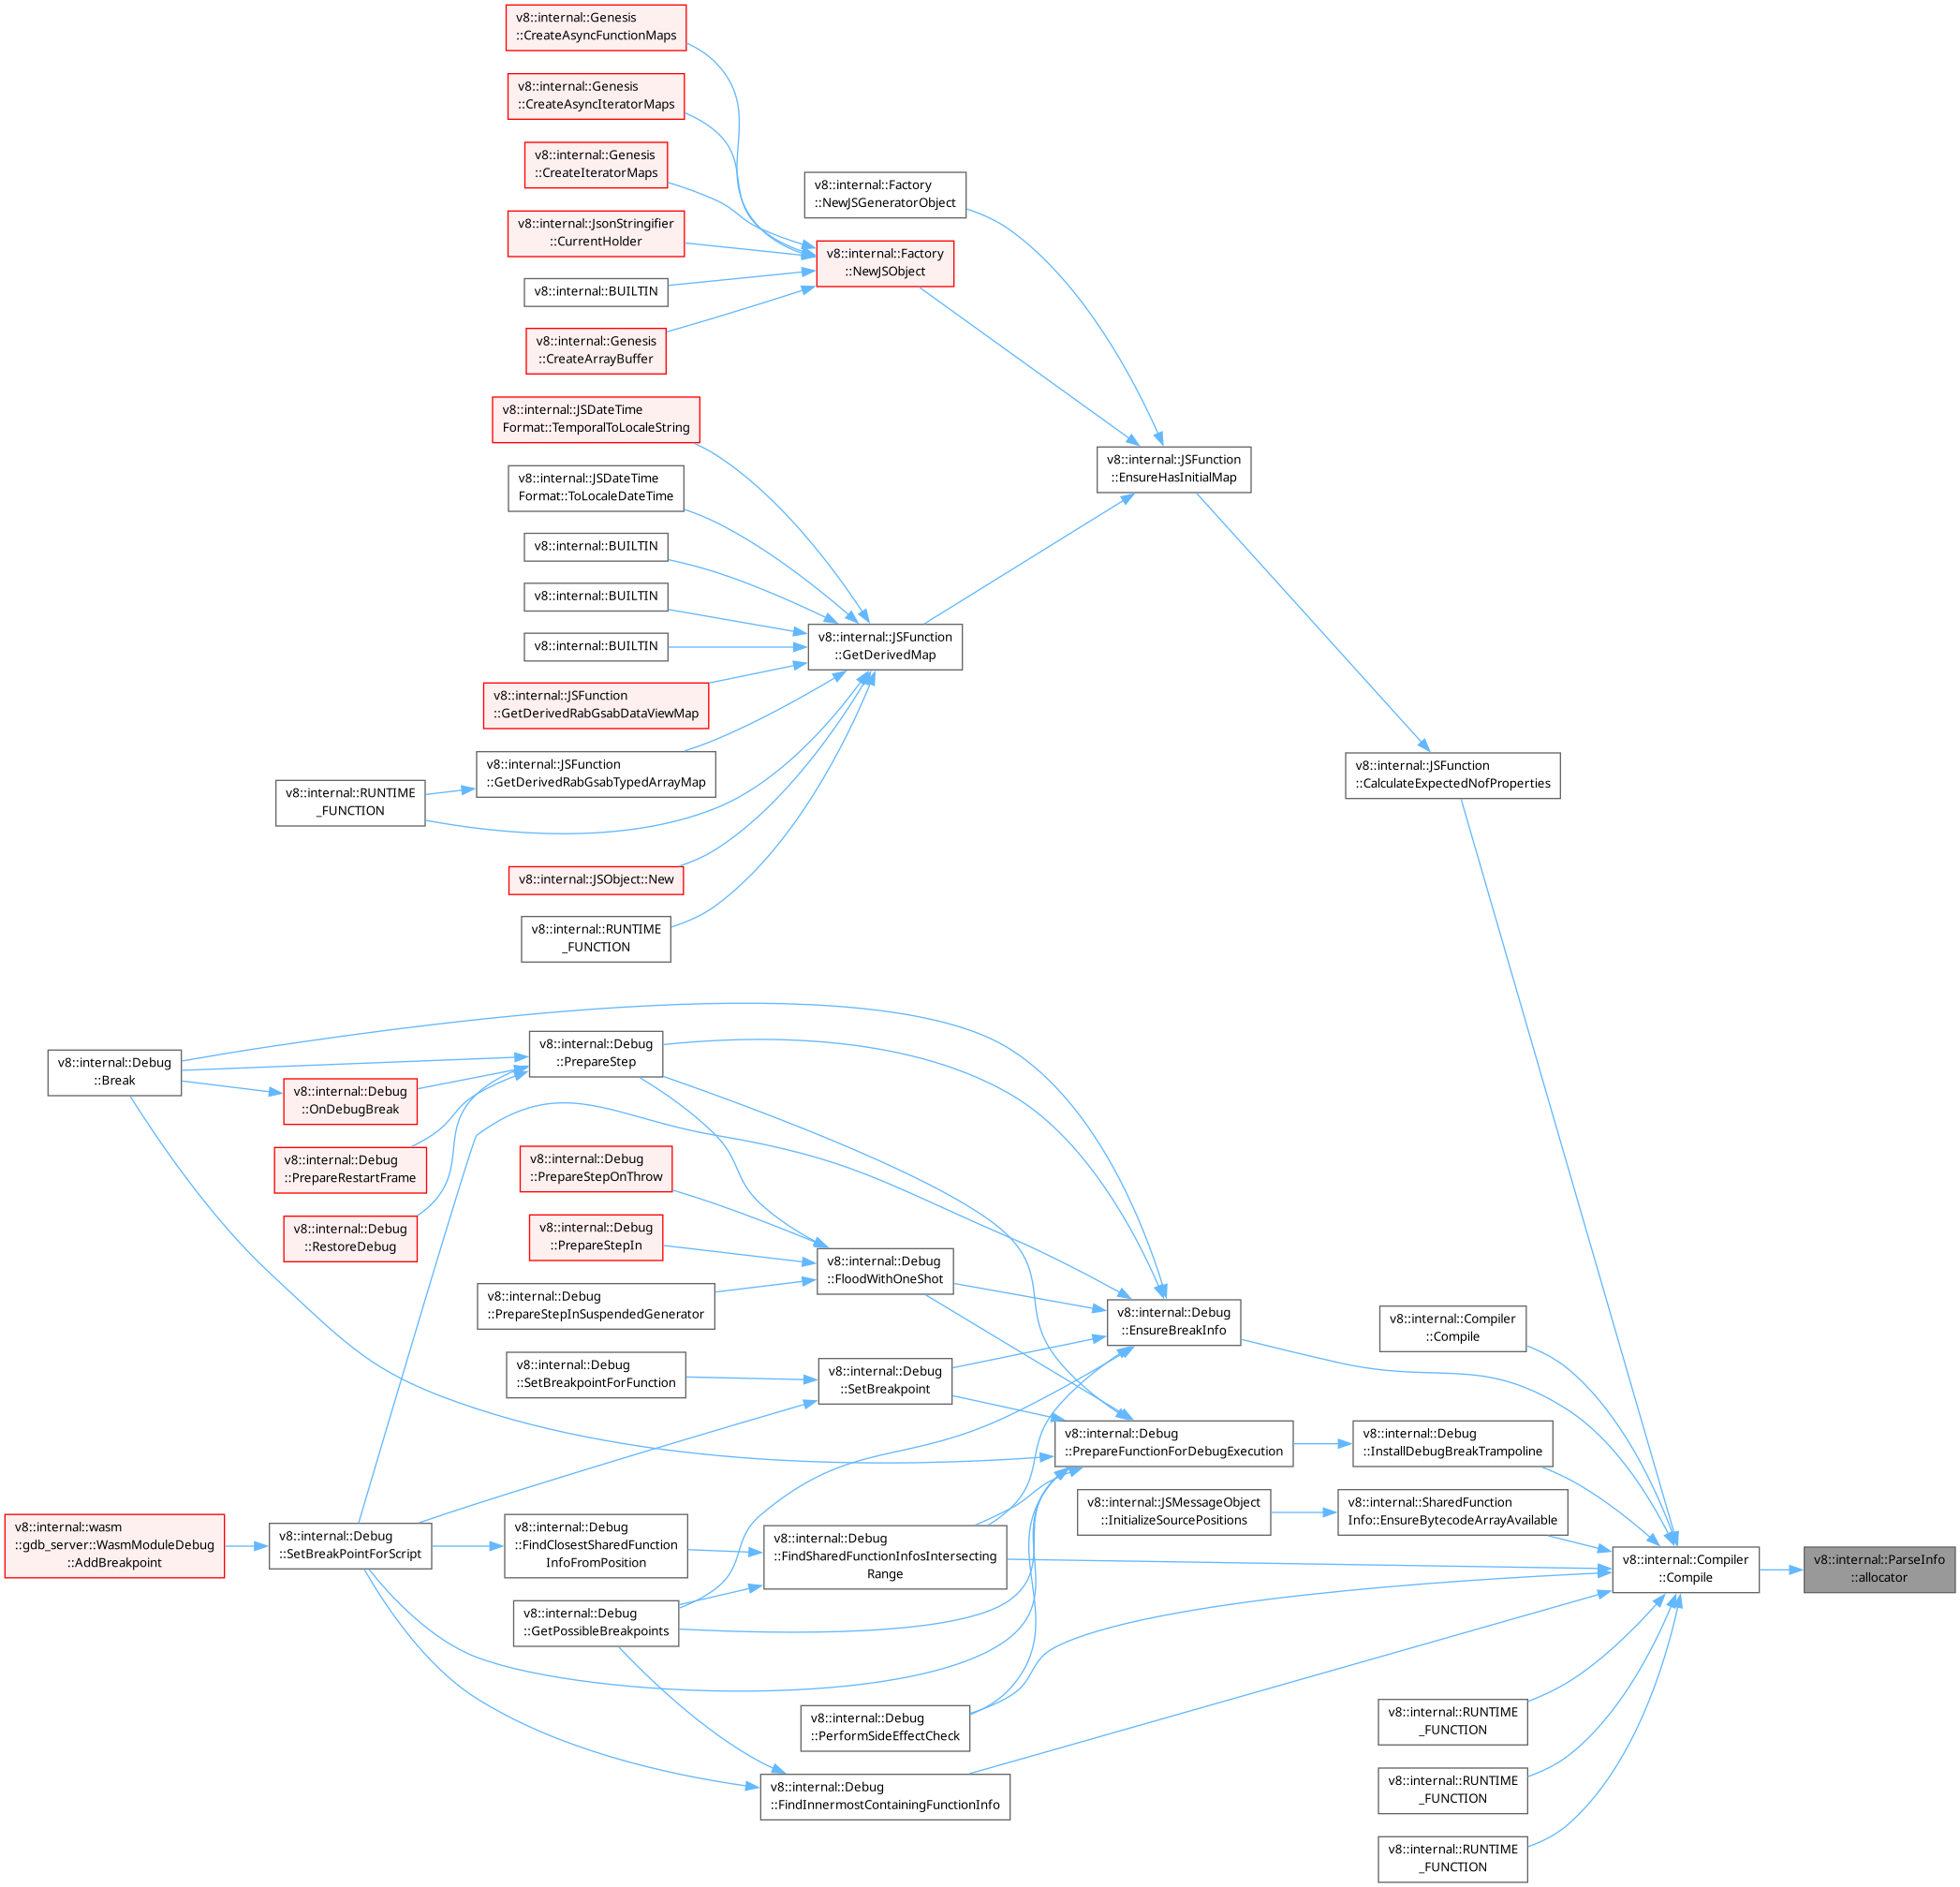 v8::internal::Genesis
::CreateAsyncFunctionMaps
v8::internal::Genesis
::CreateAsyncIteratorMaps
v8::internal::Genesis
::CreateIteratorMaps
v8::internal::Factory
::NewJSGeneratorObject
v8::internal::JsonStringifier
::CurrentHolder
v8::internal::Factory
::NewJSObject
v8::internal::BUILTIN
v8::internal::Genesis
::CreateArrayBuffer
v8::internal::JSDateTime
Format::TemporalToLocaleString
v8::internal::JSFunction
::EnsureHasInitialMap
v8::internal::JSDateTime
Format::ToLocaleDateTime
v8::internal::BUILTIN
v8::internal::BUILTIN
v8::internal::BUILTIN
v8::internal::JSFunction
::GetDerivedMap
v8::internal::JSFunction
::GetDerivedRabGsabDataViewMap
v8::internal::JSFunction
::GetDerivedRabGsabTypedArrayMap
v8::internal::JSFunction
::CalculateExpectedNofProperties
v8::internal::RUNTIME
_FUNCTION
v8::internal::JSObject::New
v8::internal::RUNTIME
_FUNCTION
v8::internal::Debug
::PrepareStep
v8::internal::Debug
::Break
v8::internal::Debug
::OnDebugBreak
v8::internal::Debug
::PrepareRestartFrame
v8::internal::Debug
::PrepareStepOnThrow
v8::internal::Debug
::RestoreDebug
v8::internal::Debug
::PrepareStepIn
v8::internal::Debug
::FloodWithOneShot
v8::internal::Debug
::PrepareStepInSuspendedGenerator
v8::internal::Debug
::EnsureBreakInfo
v8::internal::Compiler
::Compile
v8::internal::Debug
::SetBreakpointForFunction
v8::internal::Debug
::SetBreakpoint
v8::internal::Debug
::PrepareFunctionForDebugExecution
v8::internal::Debug
::InstallDebugBreakTrampoline
v8::internal::JSMessageObject
::InitializeSourcePositions
v8::internal::SharedFunction
Info::EnsureBytecodeArrayAvailable
v8::internal::wasm
::gdb_server::WasmModuleDebug
::AddBreakpoint
v8::internal::Debug
::SetBreakPointForScript
v8::internal::Debug
::FindClosestSharedFunction
InfoFromPosition
v8::internal::Debug
::FindSharedFunctionInfosIntersecting
Range
v8::internal::Compiler
::Compile
v8::internal::ParseInfo
::allocator
v8::internal::Debug
::GetPossibleBreakpoints
v8::internal::Debug
::PerformSideEffectCheck
v8::internal::RUNTIME
_FUNCTION
v8::internal::Debug
::FindInnermostContainingFunctionInfo
v8::internal::RUNTIME
_FUNCTION
v8::internal::RUNTIME
_FUNCTION